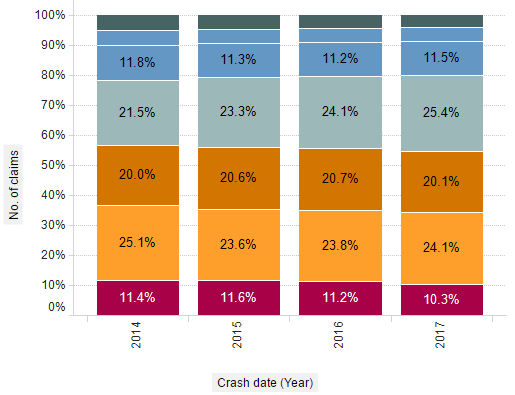 100%
90%
80%
70%
60%
50%
40%
30%
20%
10%
0%
No. of claims
11.8% 11.3% 11.2% 11.5%
21.5% 23.3% 24.1% 25.4%
20.0% 20.6% 20.7% 20.1%
25.1% 23.6% 23.8% 24.1%
11.4% 11.6% 11.2% 10.3%
2014 2015 2016 2017
Crash date (Year)